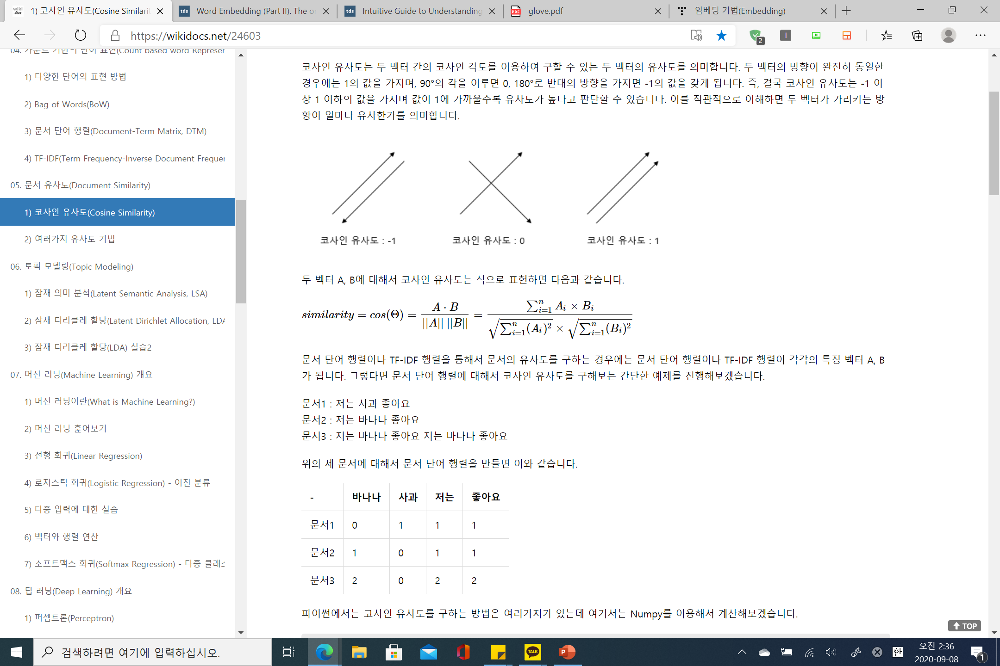 wiki docs
1) 코사인 유사도(Cosine Similarit
tds
Word Embedding (Part II). The or
tds
Intuitive Guide to Understanding
PDF
glove.pdf
임베딩 기법(Embedding)
https://wikidocs.net/24603
2
04. 카운트 기반의 단어 표현(Count based word Represer
1) 다양한 단어의 표현 방법
2) Bag of Words(BoW)
3) 문서 단어 행렬(Document-Term Matrix, DTM)
4) TF-IDF(Term Frequency-Inverse Document Frequer
05. 문서 유사도(Document Similarity)
1) 코사인 유사도(Cosine Similarity)
2) 여러가지 유사도 기법
06. 토픽 모델링(Topic Modeling)
1) 잠재 의미 분석(Latent Semantic Analysis, LSA)
2) 잠재 디리클레 할당(Latent Dirichlet Allocation, LDA
3) 잠재 디리클레 할당(LDA) 실습2
07. 머신 러닝(Machine Learning) 개요
1) 머신 러닝이란(What is Machine Learning?)
2) 머신 러닝 훑어보기
3) 선형 회귀(Linear Regression)
4) 로지스틱 회귀(Logistic Regression) - 이진 분류
5) 다중 입력에 대한 실습
6) 벡터와 행렬 연산
7) 소프트맥스 회귀(Softmax Regression) - 다중 클래스
08. 딥 러닝(Deep Learning) 개요
1) 퍼셉트론(Perceptron)
코사인 유사도는 두 벡터 간의 코사인 각도를 이용하여 구할 수 있는 두 벡터의 유사도를 의미합니다. 두 벡터의 방향이 완전히 동일한
경우에는 1의 값을 가지며, 90°의 각을 이루면 0, 180°로 반대의 방향을 가지면 -1의 값을 갖게 됩니다. 즉, 결국 코사인 유사도는 -1 이
상 1 이하의 값을 가지며 값이 1에 가까울수록 유사도가 높다고 판단할 수 있습니다. 이를 직관적으로 이해하면 두 벡터가 가리키는 방
향이 얼마나 유사한가를 의미합니다.
코사인 유사도 : -1
코사인 유사도 : 0
코사인 유사도 : 1
두 벡터 A, B에 대해서 코사인 유사도는 식으로 표현하면 다음과 같습니다.
similarity = cos(Θ) = A · B / ||A|| ||B|| = ∑ⁿᵢ₌₁ Aᵢ × Bᵢ / √∑ⁿᵢ₌₁(Aᵢ)² × √∑ⁿᵢ₌₁(Bᵢ)²
문서 단어 행렬이나 TF-IDF 행렬을 통해서 문서의 유사도를 구하는 경우에는 문서 단어 행렬이나 TF-IDF 행렬이 각각의 특징 벡터 A, B
가 됩니다. 그렇다면 문서 단어 행렬에 대해서 코사인 유사도를 구해보는 간단한 예제를 진행해보겠습니다.
문서1 : 저는 사과 좋아요
문서2 : 저는 바나나 좋아요
문서3 : 저는 바나나 좋아요 저는 바나나 좋아요
위의 세 문서에 대해서 문서 단어 행렬을 만들면 이와 같습니다.
- 바나나 사과 저는 좋아요
문서1 0 1 1 1
문서2 1 0 1 1
문서3 2 0 2 2
파이썬에서는 코사인 유사도를 구하는 방법은 여러가지가 있는데 여기서는 Numpy를 이용해서 계산해보겠습니다.
TOP
검색하려면 여기에 입력하십시오.
TALK
P
한
오전 2:36
2020-09-08
1